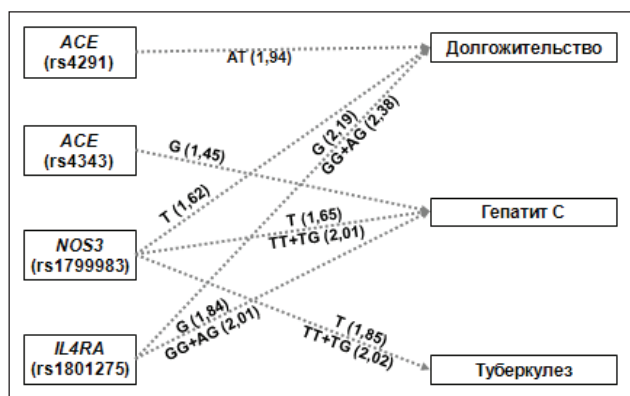 ACE
(rs4291)
AT (1,94)
Долгожительство
ACE
(rs4343)
G (1,45)
G (2,19)
GG+AG (2,38)
T (1,62)
Гепатит С
NOS3
(rs1799983)
T (1,65)
TT+TG (2,01)
G (1,84)
GG+AG (2,01)
T (1,85)
TT+TG (2,02)
IL4RA
(rs1801275)
Туберкулез